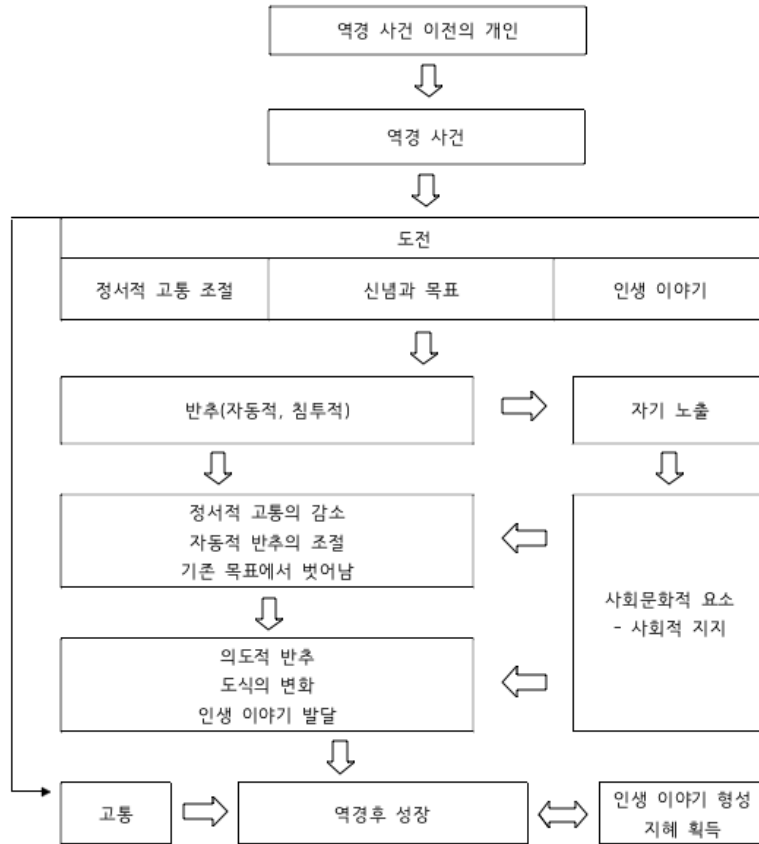 역경 사건 이전의 개인
역경 사건
도전
정서적 고통 조절
신념과 목표
인생 이야기
반추(자동적, 침투적)
자기 노출
정서적 고통의 감소
자동적 반추의 조절
기존 목표에서 벗어남
사회문화적 요소
- 사회적 지지
의도적 반추
도식의 변화
인생 이야기 발달
고통
역경후 성장
인생 이야기 형성
지혜 획득